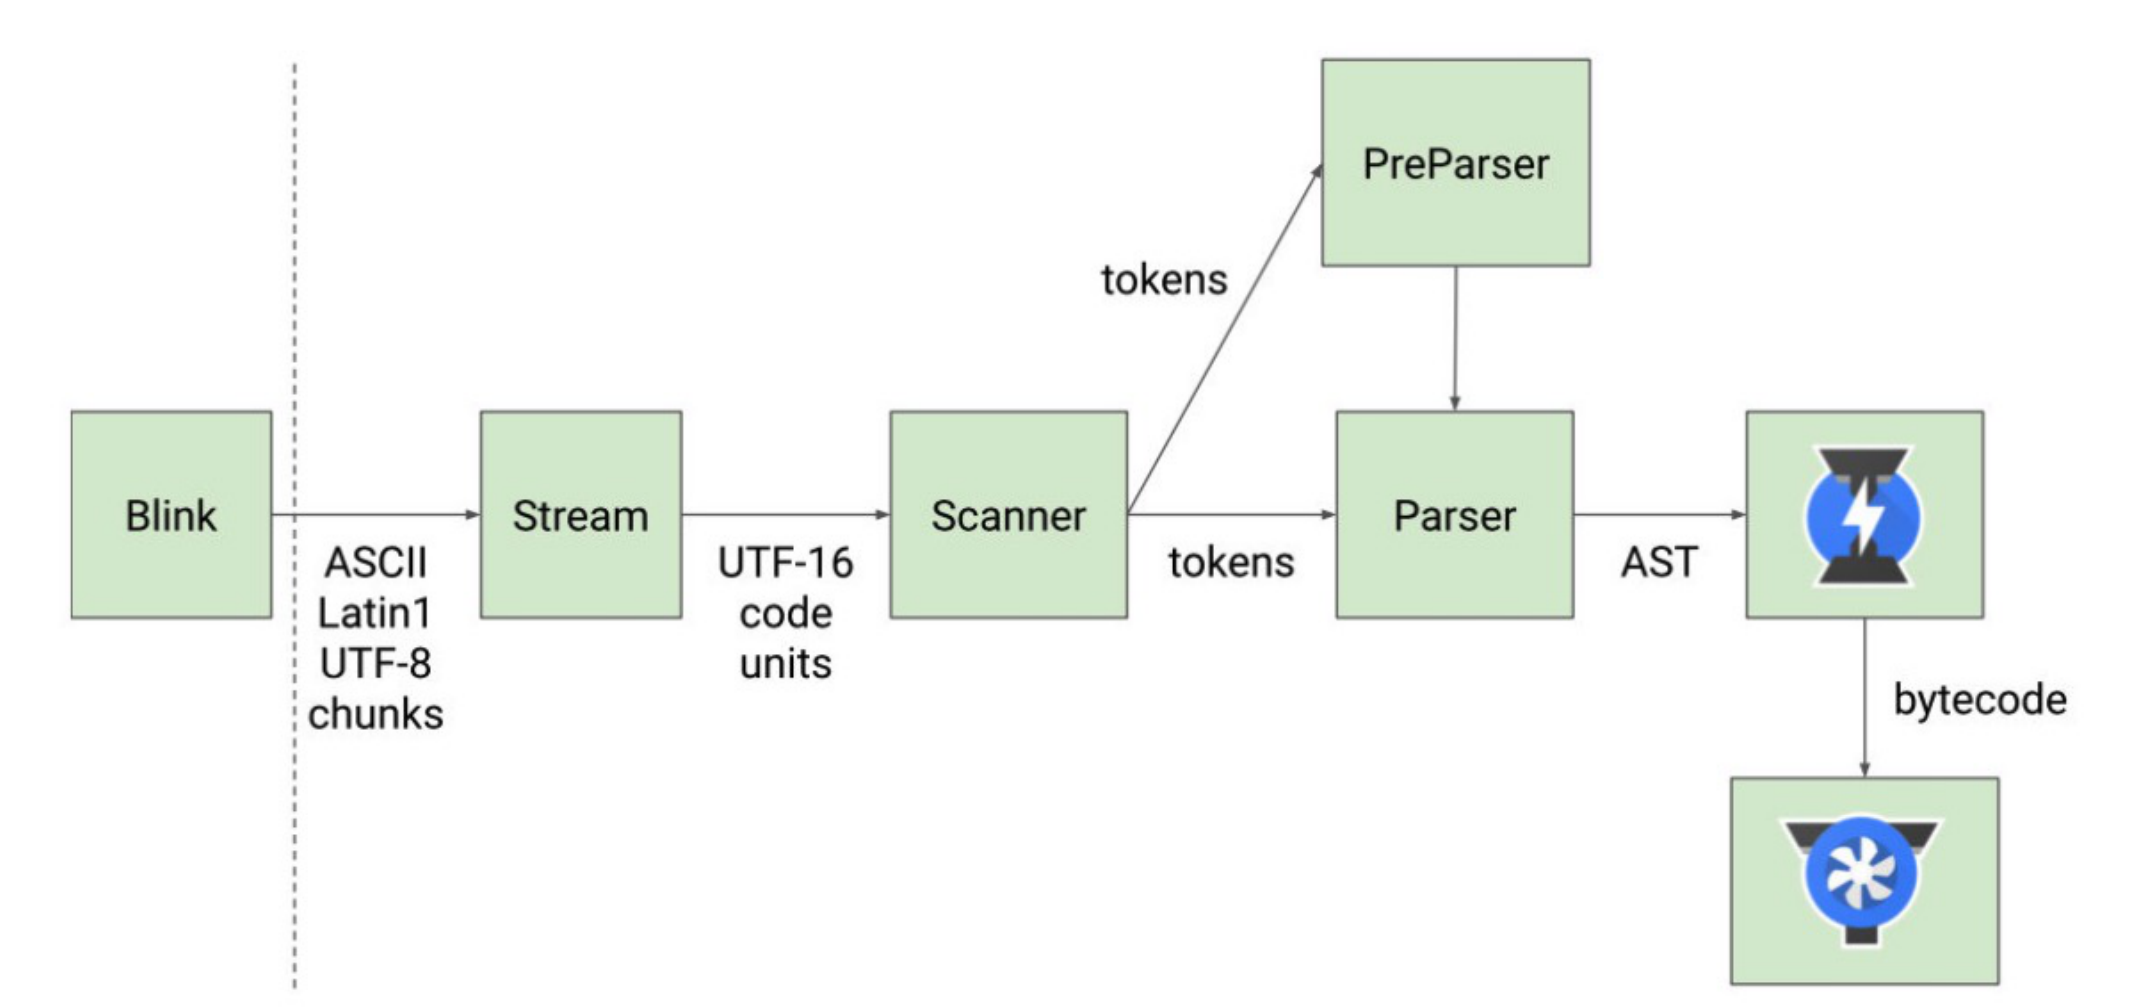 PreParser
tokens
Blink
Stream
Scanner
Parser
ASCII
Latin1
UTF-8
chunks
UTF-16
code
units
tokens
AST
bytecode